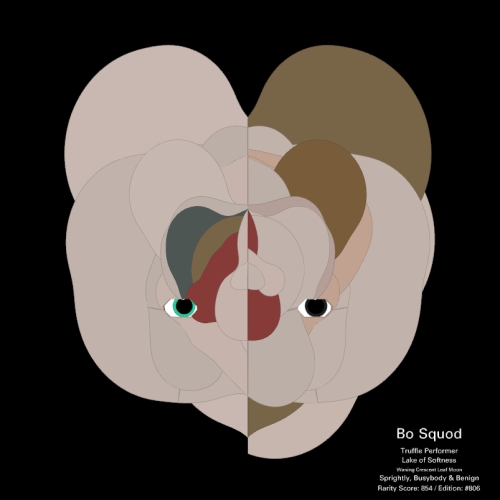 Bo Squod
Truffle Performer
Lake of Softness
Waning Crescent Leaf Moon
Sprightly, Busybody & Benign
Rarity Score: 854 / Edition: #806